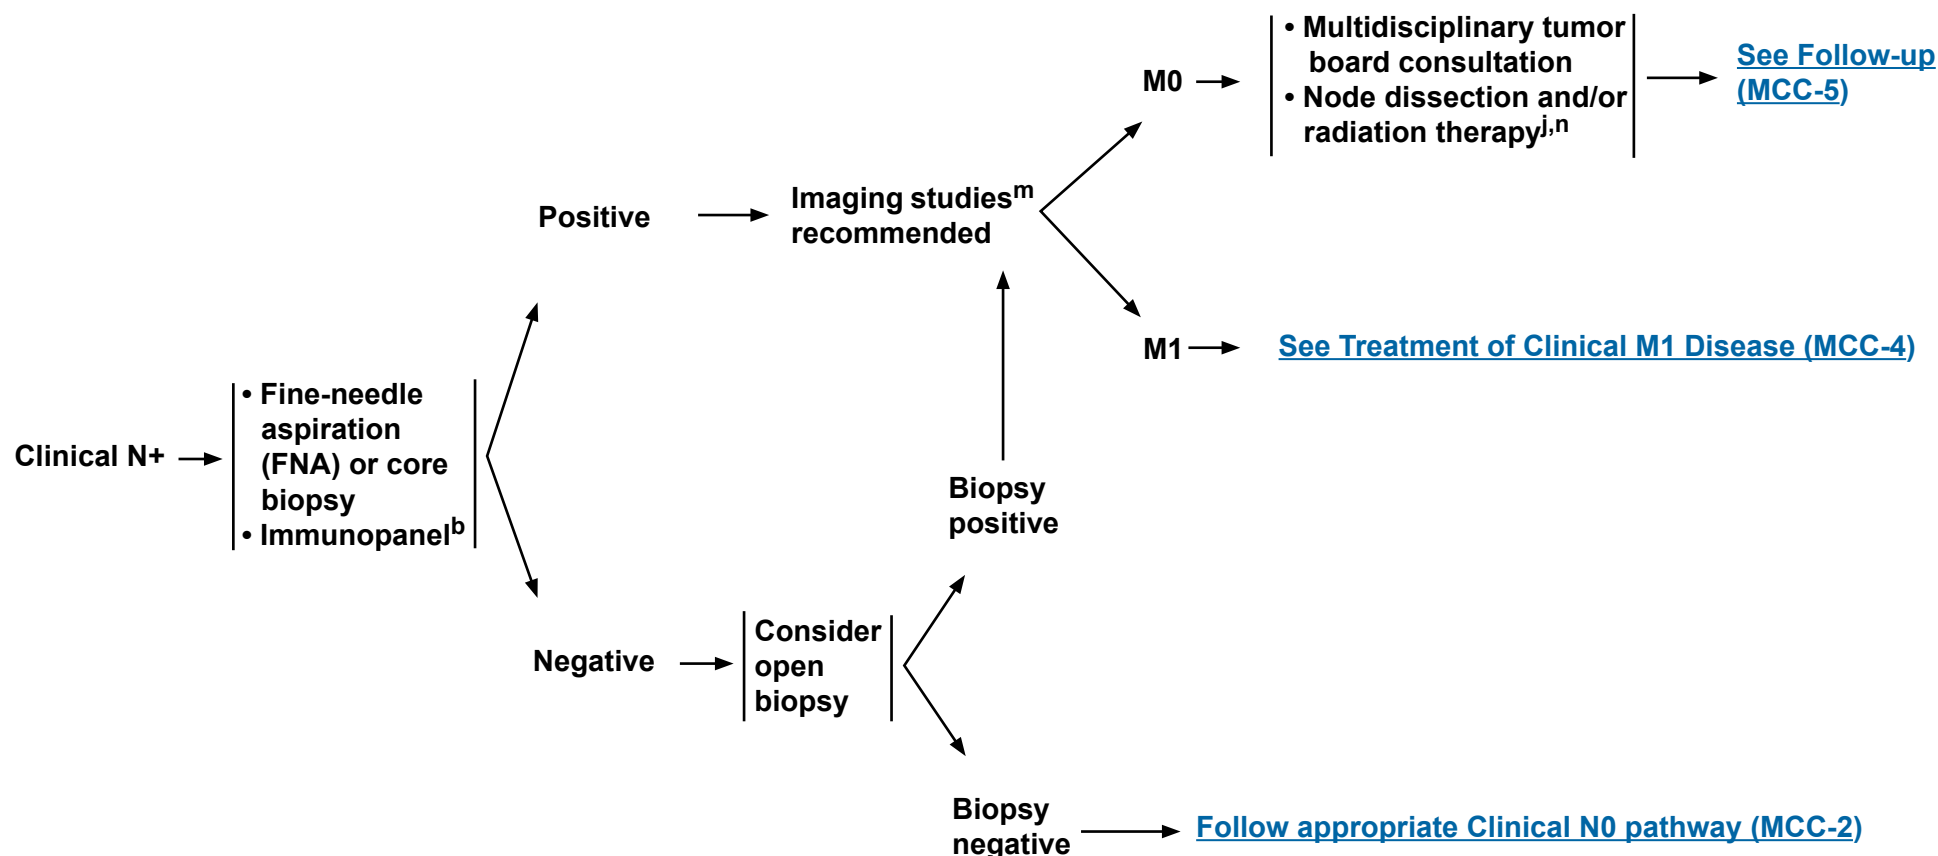 Clinical N+
• Fine-needle
aspiration
(FNA) or core
biopsy
• Immunopanelb
Positive
Imaging studiesm
recommended
M0
• Multidisciplinary tumor
board consultation
• Node dissection and/or
radiation therapyj,n
See Follow-up
(MCC-5)
M1
See Treatment of Clinical M1 Disease (MCC-4)
Negative
Consider
open
biopsy
Biopsy
positive
Biopsy
negative
Follow appropriate Clinical N0 pathway (MCC-2)